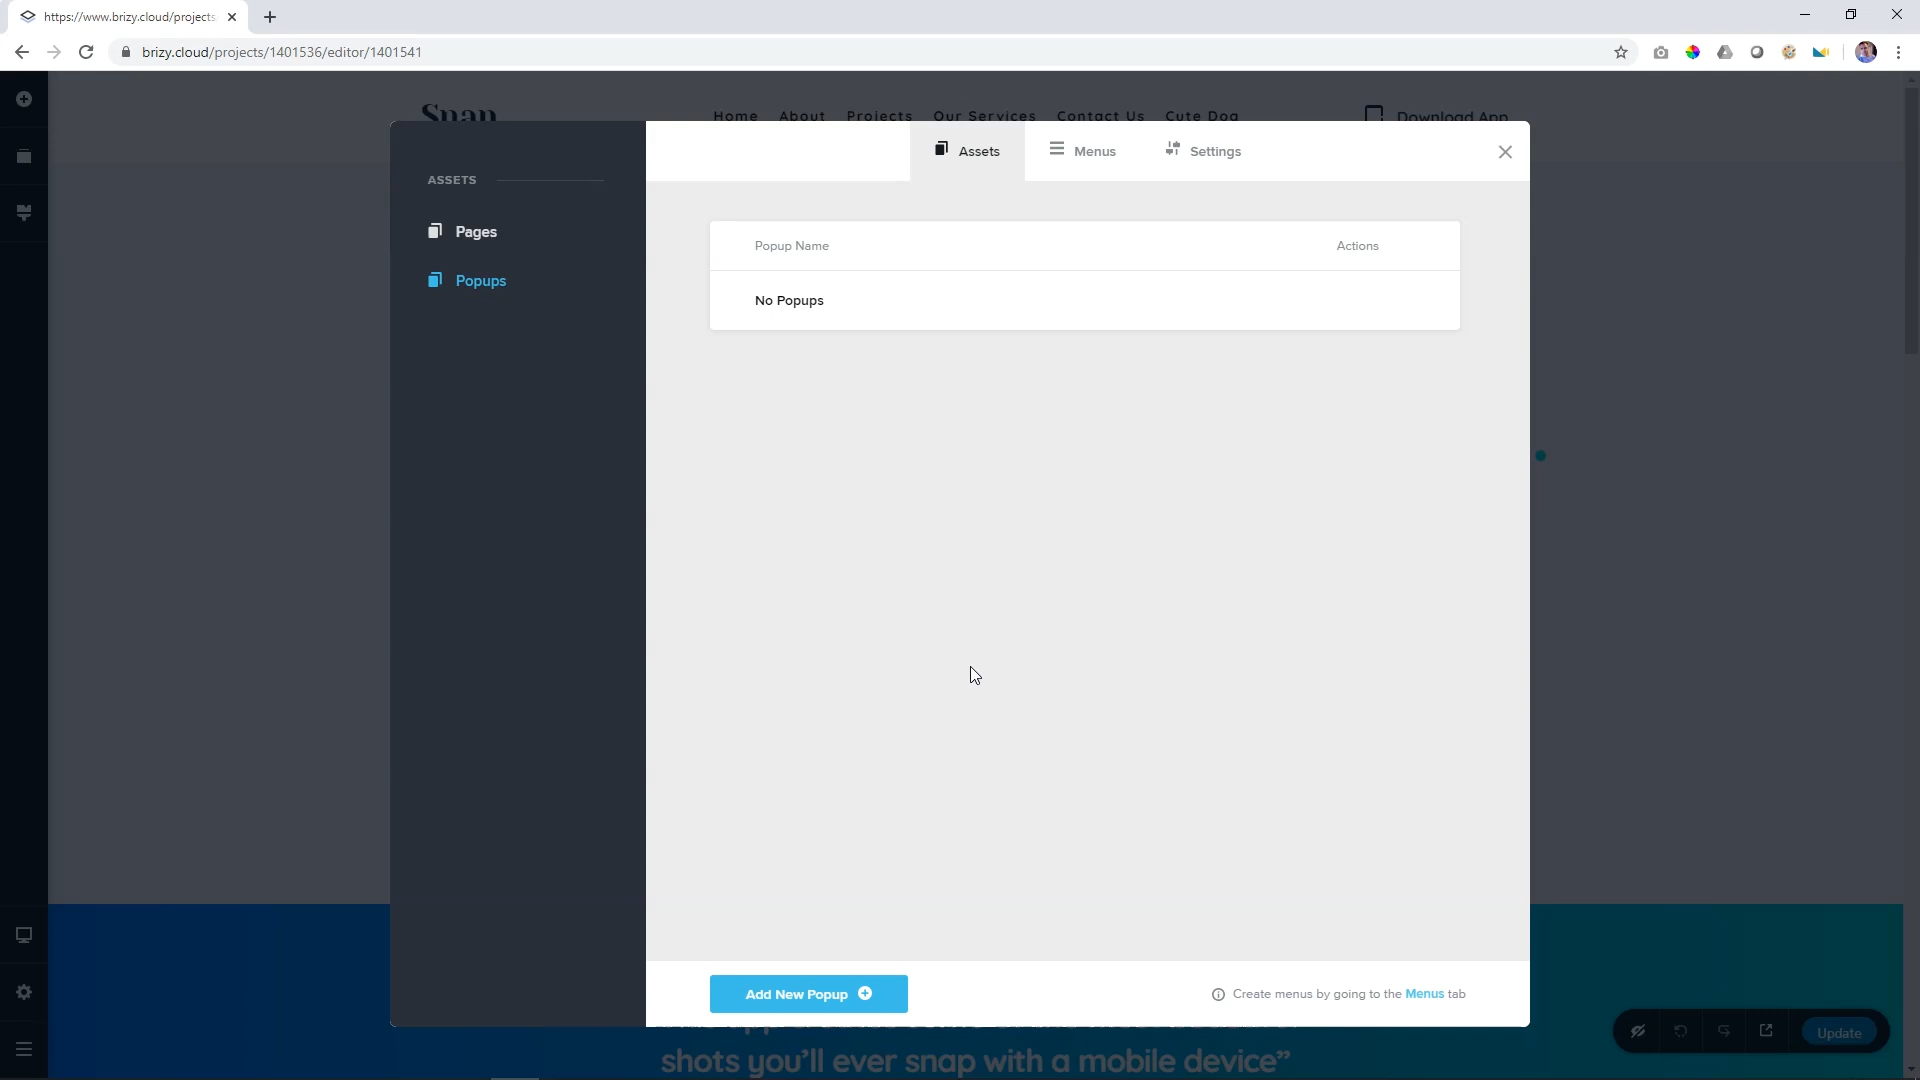 https://www.brizy.cloud/projects
brizy.cloud/projects/1401536/editor/1401541
Snap
Home About Projects Our Services Contact Us Cute Dog
Download App
Assets
Menus
Settings
ASSETS
Pages
Popups
Popup Name
Actions
No Popups
Add New Popup
Create menus by going to the Menus tab
shots you’ll ever snap with a mobile device”
Update